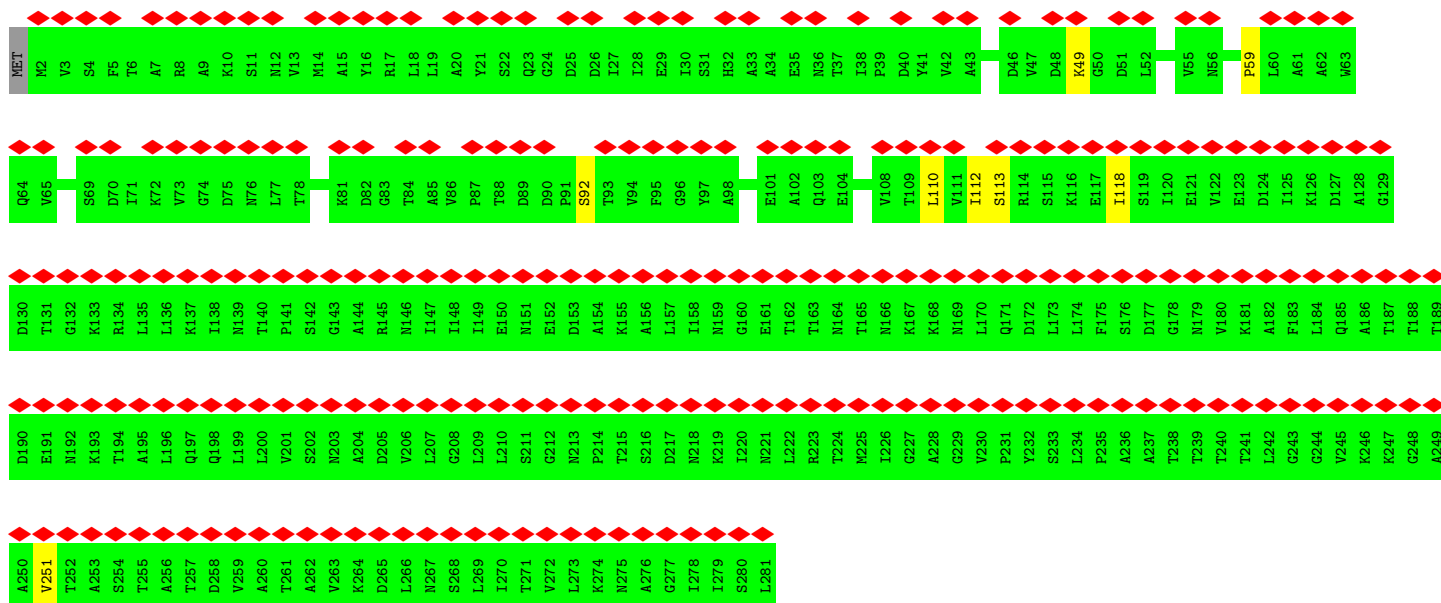 MET M2 V3 S4 F5 T6 A7 R8 A9 K10 S11 N12 V13 M14 A15 Y16 R17 L18 L19 A20 Y21 S22 Q23 G24 D25 D26 I27 I28 E29 I30 S31 H32 A33 A34 E35 N36 T37 I38 P39 D40 Y41 V42 A43 D46 V47 D48 K49 G50 D51 L52 V55 N56 P59 L60 A61 A62 W63
Q64 V65 S69 D70 I71 K72 V73 G74 D75 N76 L77 T78 K81 D82 G83 T84 A85 V86 P87 T88 D89 D90 P91 S92 T93 V94 F95 G96 Y97 A98 E101 A102 Q103 E104 V108 T109 L110 V111 I112 S113 R114 S115 K116 E117 I118 S119 I120 E121 V122 E123 D124 I125 K126 D127 A128 G129
D130 T131 G132 K133 R134 L135 L136 K137 I138 N139 T140 P141 S142 G143 A144 R145 N146 I147 I148 I149 E150 N151 E152 D153 A154 K155 A156 L157 I158 N159 G160 E161 T162 T163 N164 T165 N166 K167 K168 N169 L170 Q171 D172 L173 L174 F175 S176 D177 G178 N179 V180 K181 A182 F183 L184 Q185 A186 T187 T188 T189
D190 E191 N192 K193 T194 A195 L196 Q197 Q198 L199 L200 V201 S202 N203 A204 D205 V206 L207 G208 L209 L210 S211 G212 N213 P214 T215 S216 D217 N218 K219 I220 N221 L222 R223 T224 M225 I226 G227 A228 G229 V230 P231 Y232 S233 L234 P235 A236 A237 T238 T239 T240 T241 L242 G243 G244 V245 K246 K247 G248 A249
A250 V251 T252 A253 S254 T255 A256 T257 D258 V259 A260 T261 A262 V263 K264 D265 L266 N267 S268 L269 I270 T271 V272 L273 K274 N275 A276 G277 I278 I279 S280 L281